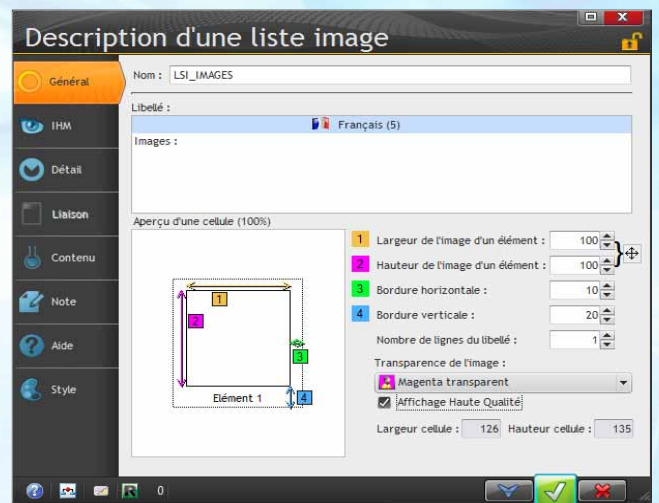 Description d'une liste image
Général
IHM
Détail
Liaison
Contenu
Note
Aide
Style
Nom : LSI_IMAGES
Libellé :
Français (5)
Images :
Aperçu d'une cellule (100%)
1
2
3
4
Elément 1
1 Largeur de l'image d'un élément : 100
2 Hauteur de l'image d'un élément : 100
3 Bordure horizontale : 10
4 Bordure verticale : 20
Nombre de lignes du libellé : 1
Transparence de l'image :
Magenta transparent
Affichage Haute Qualité
Largeur cellule : 126 Hauteur cellule : 135
? R 0